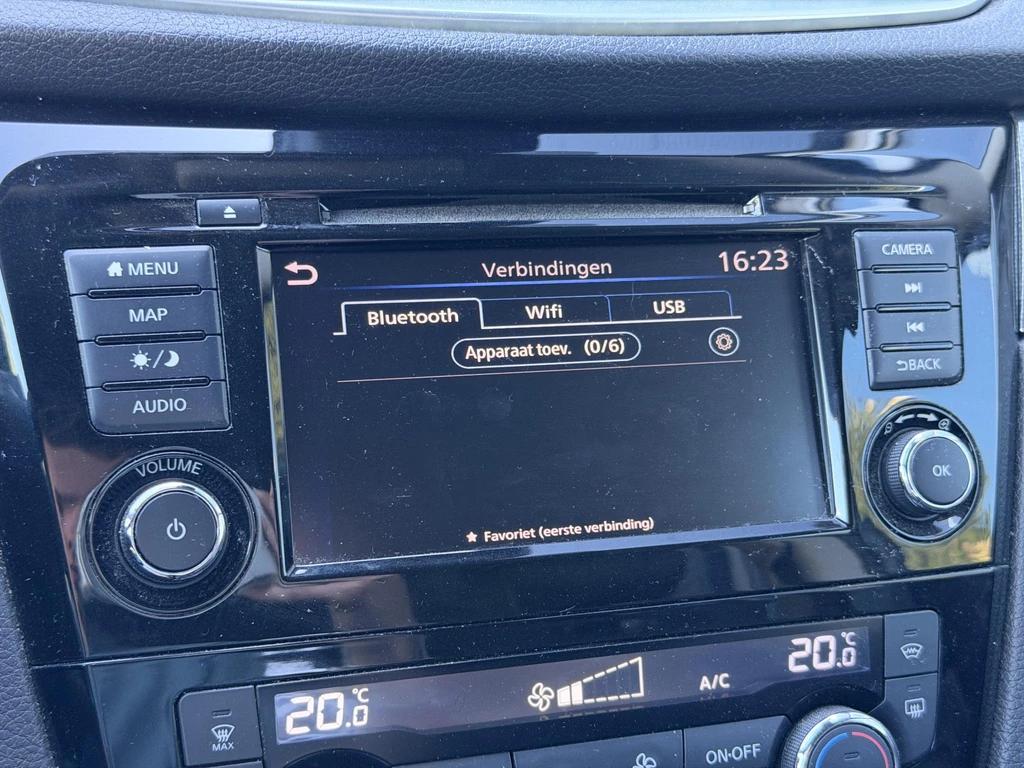 MENU
MAP
AUDIO
VOLUME
Verbindingen
16:23
Bluetooth
Wifi
USB
Apparaat toev. (0/6)
★ Favoriet (eerste verbinding)
CAMERA
BACK
OK
20.0 °C
A/C
20.0 °C
MAX
ON·OFF